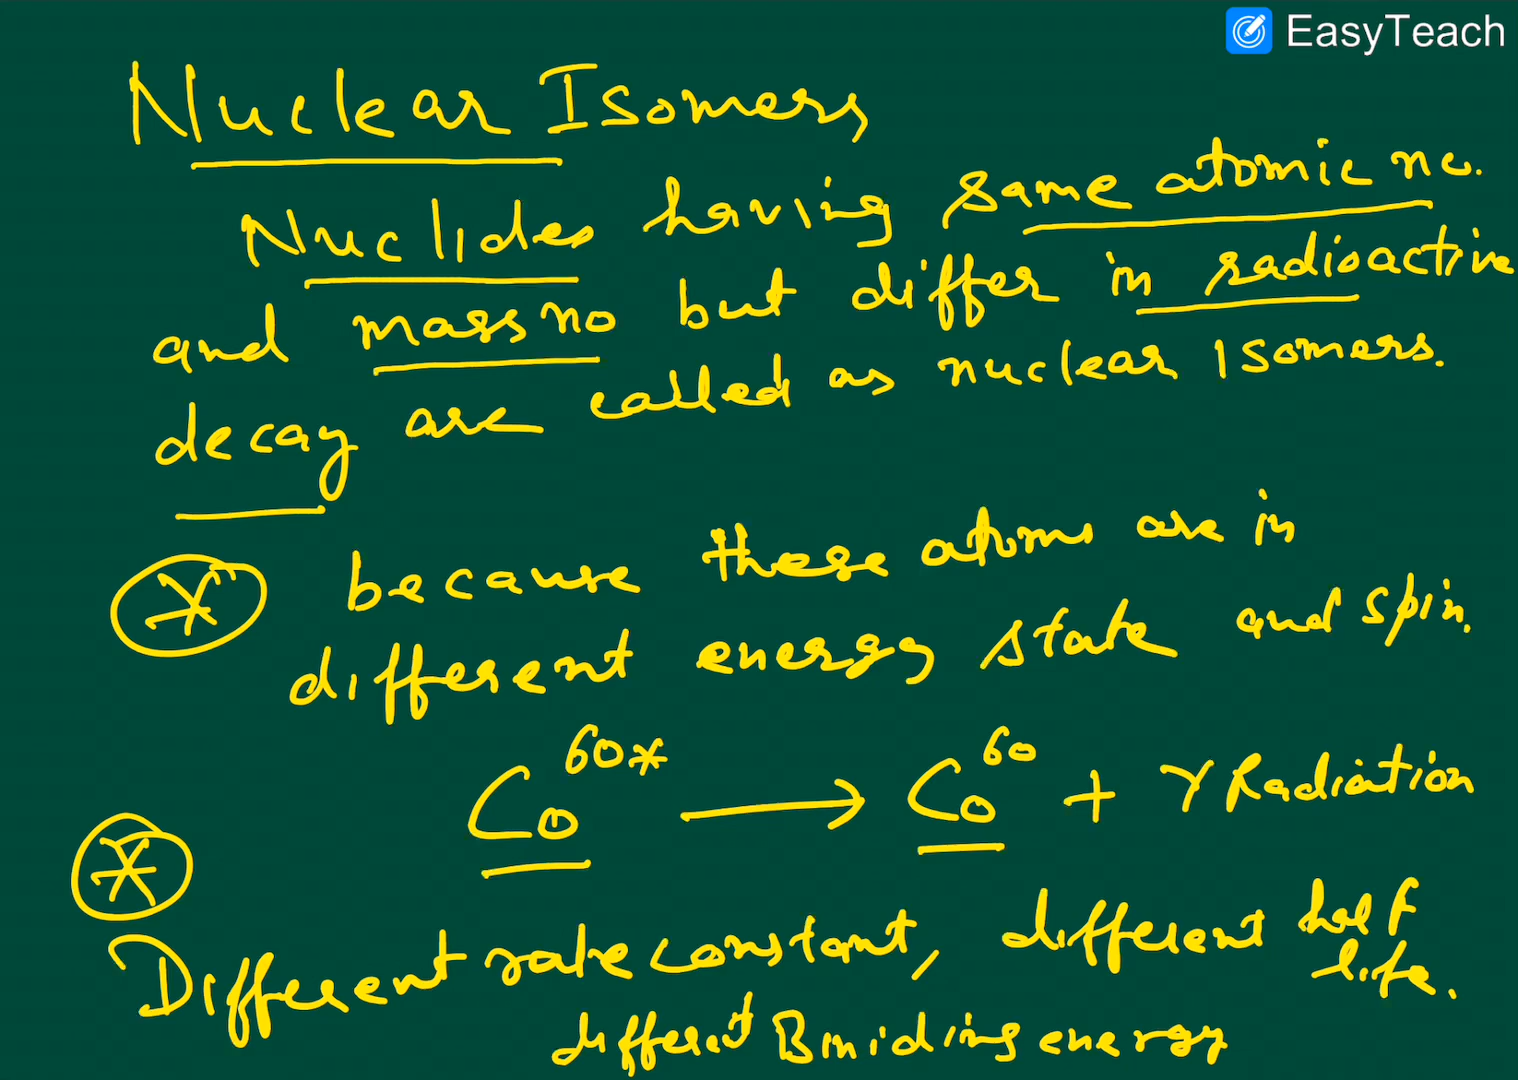 EasyTeach
Nuclear Isomers
Nuclides having same atomic no.
and mass no but differ in radioactive
decay are called as nuclear isomers.
* because these atoms are in
different energy state and spin.
Co⁶⁰* → Co⁶⁰ + γ Radiation
*
Different rate constant, different half life.
different Biniding energy